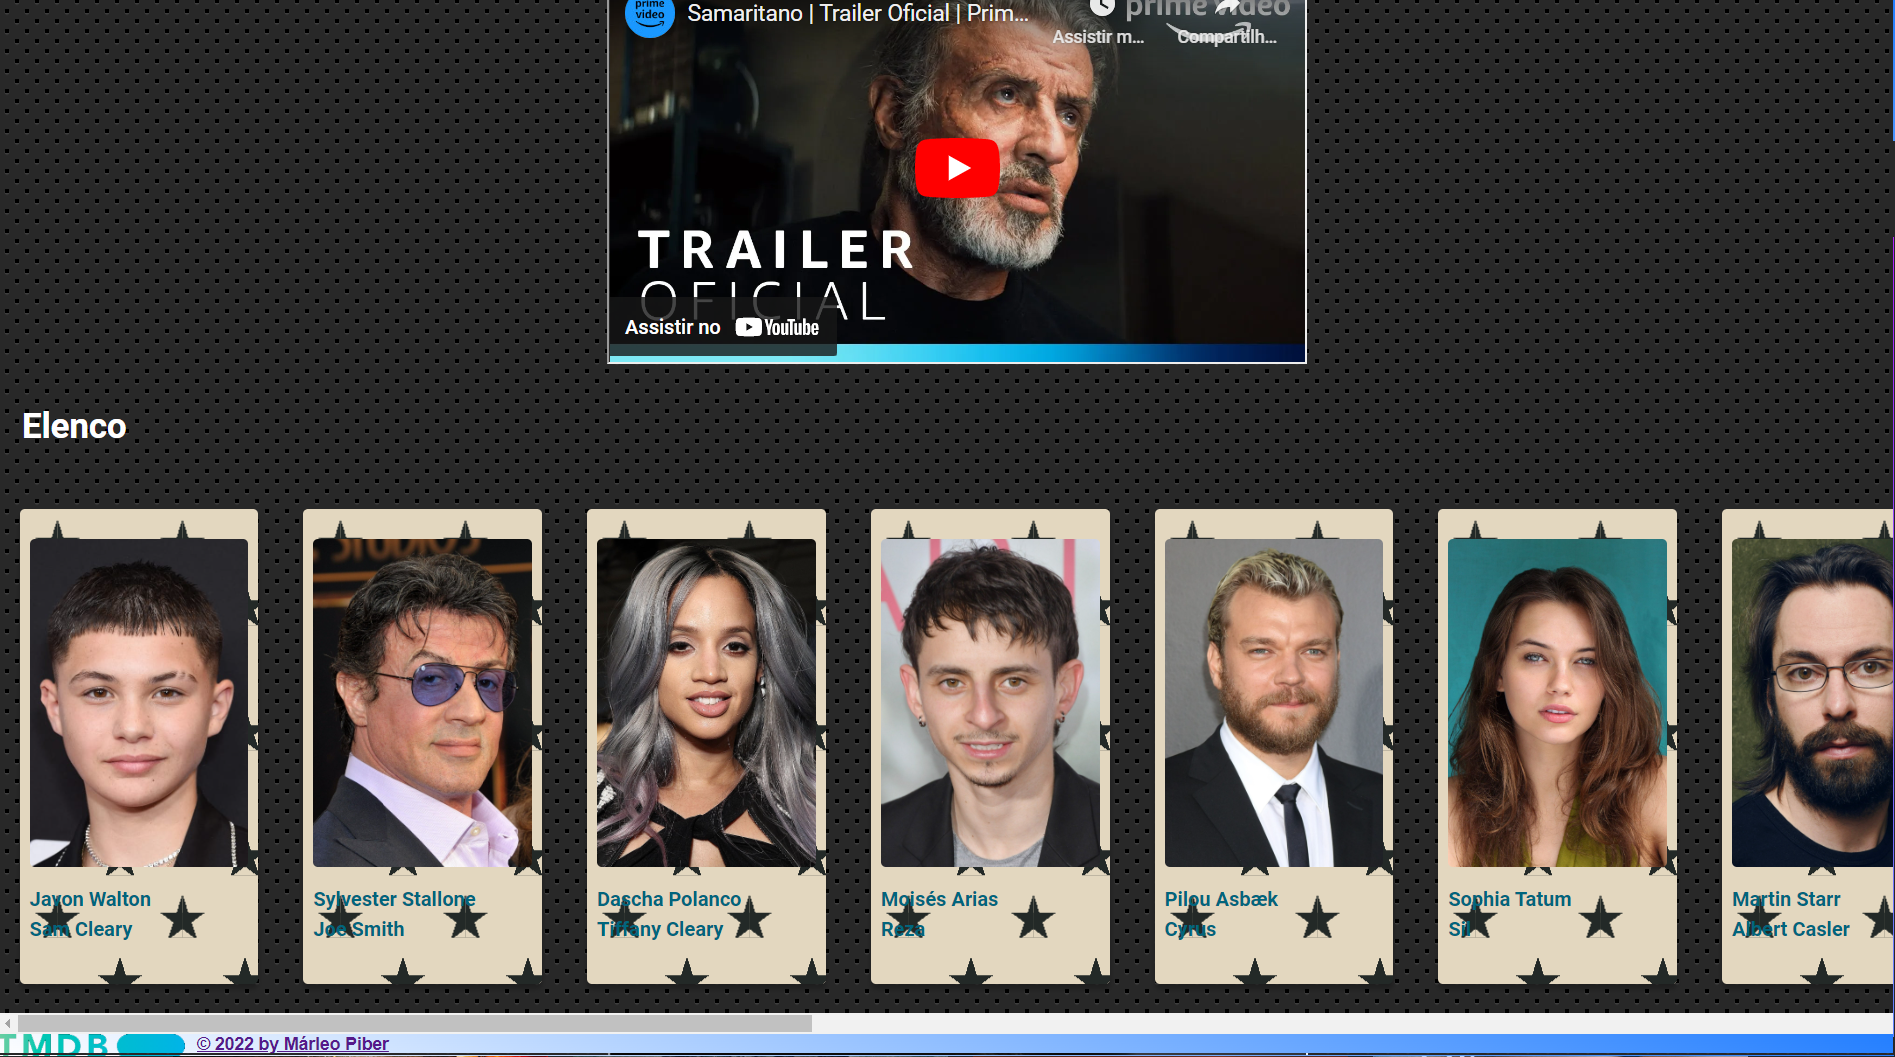 prime
video
Samaritano | Trailer Oficial | Prim...
prime video
Assistir m...
Compartilh...
TRAILER
OFICIAL
Assistir no YouTube
Elenco
STUDIOS
Javon Walton
Sam Cleary
Sylvester Stallone
Joe Smith
Dascha Polanco
Tiffany Cleary
Moisés Arias
Reza
Pilou Asbæk
Cyrus
Sophia Tatum
Sil
Martin Starr
Albert Casler
TMDB
© 2022 by Márleo Piber